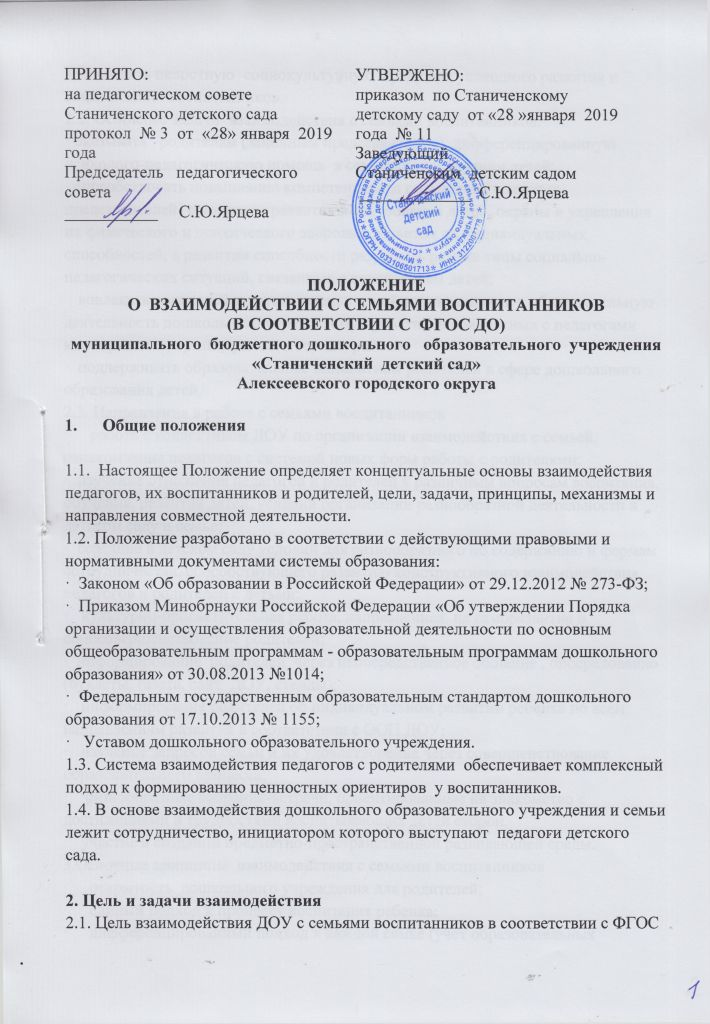 ПРИНЯТО:
на педагогическом совете
Станиченского детского сада
протокол № 3 от «28» января 2019
года
Председатель педагогического
совета
С.Ю.Ярцева
УТВЕРЖЕНО:
приказом по Станиченскому
детскому саду от «28 »января 2019
года № 11
Заведующий
Станиченским детским садом
С.Ю.Ярцева
Станиченский
детский
сад
ПОЛОЖЕНИЕ
О ВЗАИМОДЕЙСТВИИ С СЕМЬЯМИ ВОСПИТАННИКОВ
(В СООТВЕТСТВИИ С ФГОС ДО)
муниципального бюджетного дошкольного образовательного учреждения
«Станиченский детский сад»
Алексеевского городского округа
1. Общие положения
1.1. Настоящее Положение определяет концептуальные основы взаимодействия
педагогов, их воспитанников и родителей, цели, задачи, принципы, механизмы и
направления совместной деятельности.
1.2. Положение разработано в соответствии с действующими правовыми и
нормативными документами системы образования:
· Законом «Об образовании в Российской Федерации» от 29.12.2012 № 273-ФЗ;
· Приказом Минобрнауки Российской Федерации «Об утверждении Порядка
организации и осуществления образовательной деятельности по основным
общеобразовательным программам - образовательным программам дошкольного
образования» от 30.08.2013 №1014;
· Федеральным государственным образовательным стандартом дошкольного
образования от 17.10.2013 № 1155;
· Уставом дошкольного образовательного учреждения.
1.3. Система взаимодействия педагогов с родителями обеспечивает комплексный
подход к формированию ценностных ориентиров у воспитанников.
1.4. В основе взаимодействия дошкольного образовательного учреждения и семьи
лежит сотрудничество, инициатором которого выступают педагоги детского
сада.
2. Цель и задачи взаимодействия
2.1. Цель взаимодействия ДОУ с семьями воспитанников в соответствии с ФГОС
1